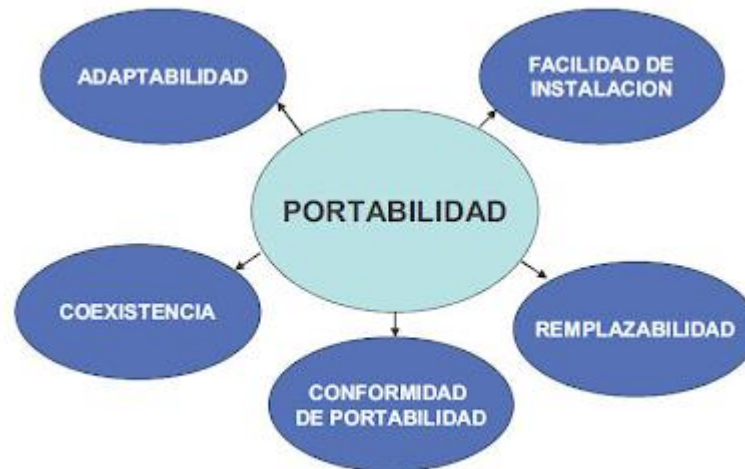 ADAPTABILIDAD
FACILIDAD DE
INSTALACION
PORTABILIDAD
COEXISTENCIA
REMPLAZABILIDAD
CONFORMIDAD
DE PORTABILIDAD